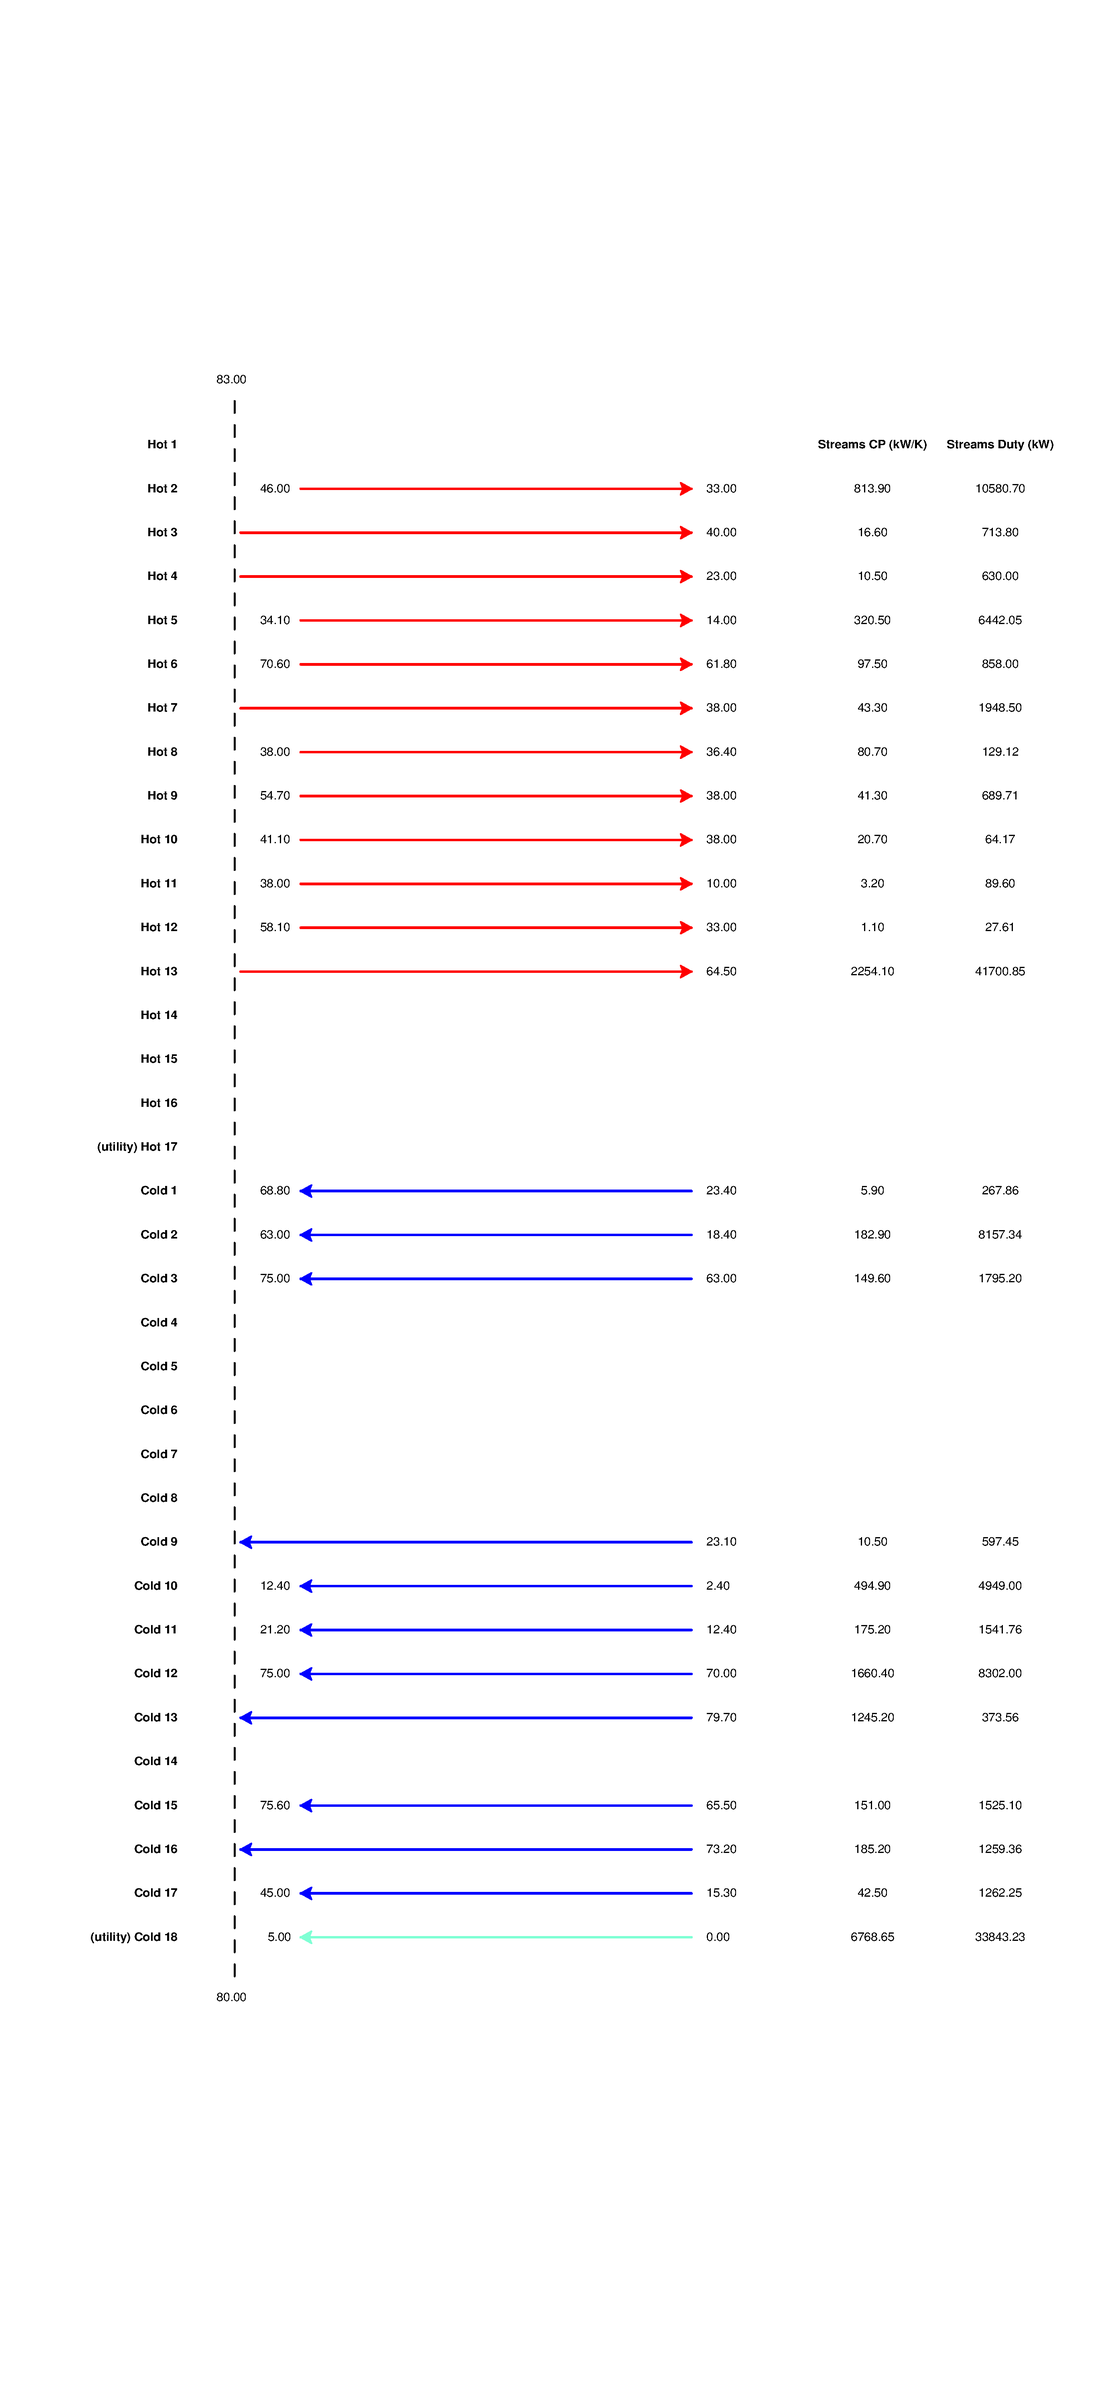 83.00
Hot 1 Streams CP (kW/K) Streams Duty (kW)
Hot 2 46.00 33.00 813.90 10580.70
Hot 3 40.00 16.60 713.80
Hot 4 23.00 10.50 630.00
Hot 5 34.10 14.00 320.50 6442.05
Hot 6 70.60 61.80 97.50 858.00
Hot 7 38.00 43.30 1948.50
Hot 8 38.00 36.40 80.70 129.12
Hot 9 54.70 38.00 41.30 689.71
Hot 10 41.10 38.00 20.70 64.17
Hot 11 38.00 10.00 3.20 89.60
Hot 12 58.10 33.00 1.10 27.61
Hot 13 64.50 2254.10 41700.85
Hot 14
Hot 15
Hot 16
(utility) Hot 17
Cold 1 68.80 23.40 5.90 267.86
Cold 2 63.00 18.40 182.90 8157.34
Cold 3 75.00 63.00 149.60 1795.20
Cold 4
Cold 5
Cold 6
Cold 7
Cold 8
Cold 9 23.10 10.50 597.45
Cold 10 12.40 2.40 494.90 4949.00
Cold 11 21.20 12.40 175.20 1541.76
Cold 12 75.00 70.00 1660.40 8302.00
Cold 13 79.70 1245.20 373.56
Cold 14
Cold 15 75.60 65.50 151.00 1525.10
Cold 16 73.20 185.20 1259.36
Cold 17 45.00 15.30 42.50 1262.25
(utility) Cold 18 5.00 0.00 6768.65 33843.23
80.00